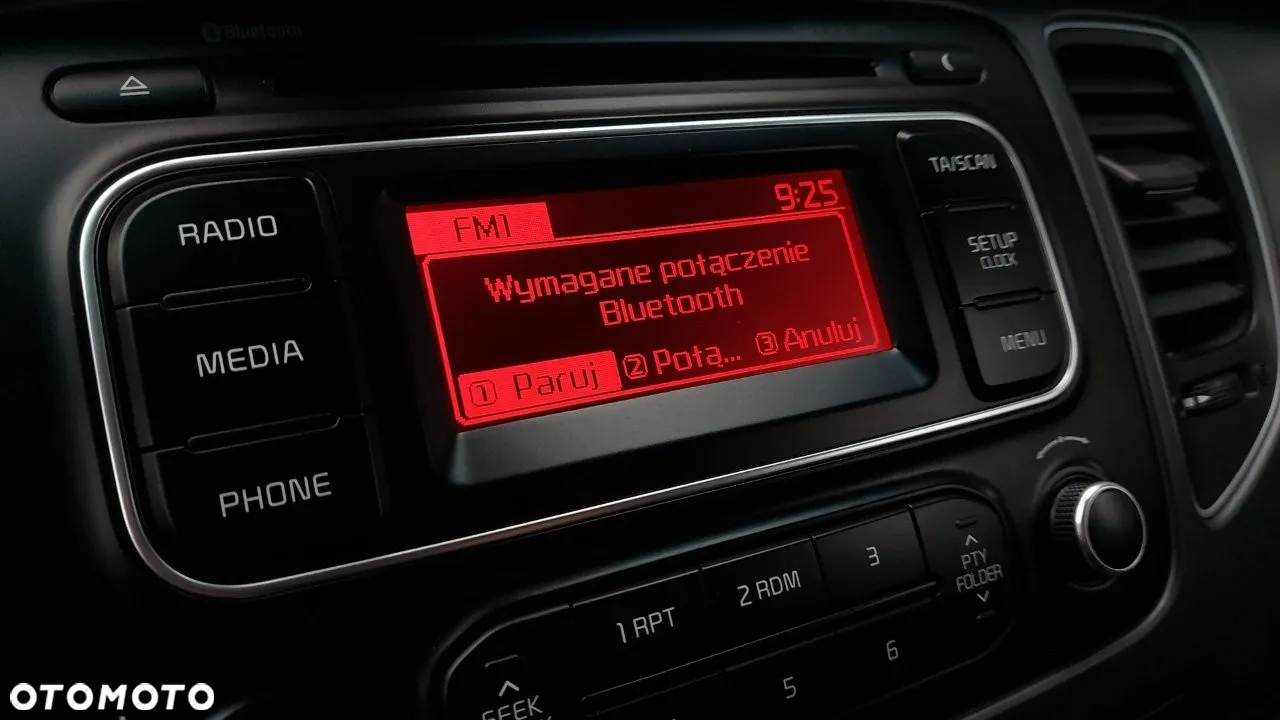 Bluetooth
TA/SCAN
RADIO
FM1 9:25
SETUP
CLOCK
Wymagane połączenie
Bluetooth
MEDIA
MENU
1 Paruj 2 Połą... 3 Anuluj
PHONE
1 RPT 2 RDM 3
PTY
FOLDER
SEEK
5 6
OTOMOTO